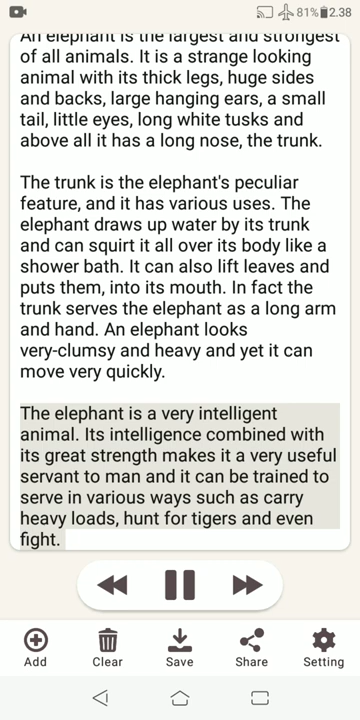 81% 2.38
An elephant is the largest and strongest
of all animals. It is a strange looking
animal with its thick legs, huge sides
and backs, large hanging ears, a small
tail, little eyes, long white tusks and
above all it has a long nose, the trunk.
The trunk is the elephant's peculiar
feature, and it has various uses. The
elephant draws up water by its trunk
and can squirt it all over its body like a
shower bath. It can also lift leaves and
puts them, into its mouth. In fact the
trunk serves the elephant as a long arm
and hand. An elephant looks
very-clumsy and heavy and yet it can
move very quickly.
The elephant is a very intelligent
animal. Its intelligence combined with
its great strength makes it a very useful
servant to man and it can be trained to
serve in various ways such as carry
heavy loads, hunt for tigers and even
fight.
Add Clear Save Share Setting